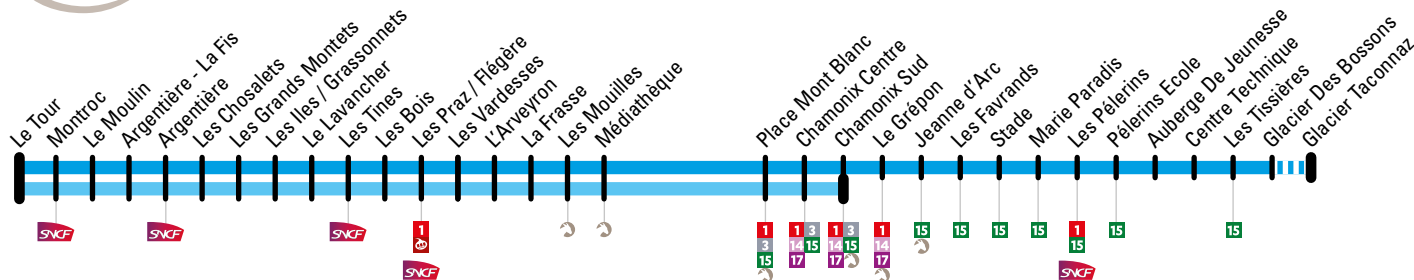 Le Tour
Montroc
Le Moulin
Argentière - La Fis
Argentière
Les Chosalets
Les Grands Montets
Les Iles / Grassonnets
Le Lavancher
Les Tines
Les Bois
Les Praz / Flégère
Les Vardesses
L'Arveyron
La Frasse
Les Mouilles
Médiathèque
Place Mont Blanc
Chamonix Centre
Chamonix Sud
Le Grépon
Jeanne d'Arc
Les Favrands
Stade
Marie Paradis
Les Pélerins
Pélerins Ecole
Auberge De Jeunesse
Centre Technique
Les Tissières
Glacier Des Bossons
Glacier Taconnaz
SNCF
SNCF
SNCF
1
SNCF
1
3
15
1 3
14 15
17
1 3
14 15
17
1
14
17
15
15
15
15
1
15
SNCF
15
15